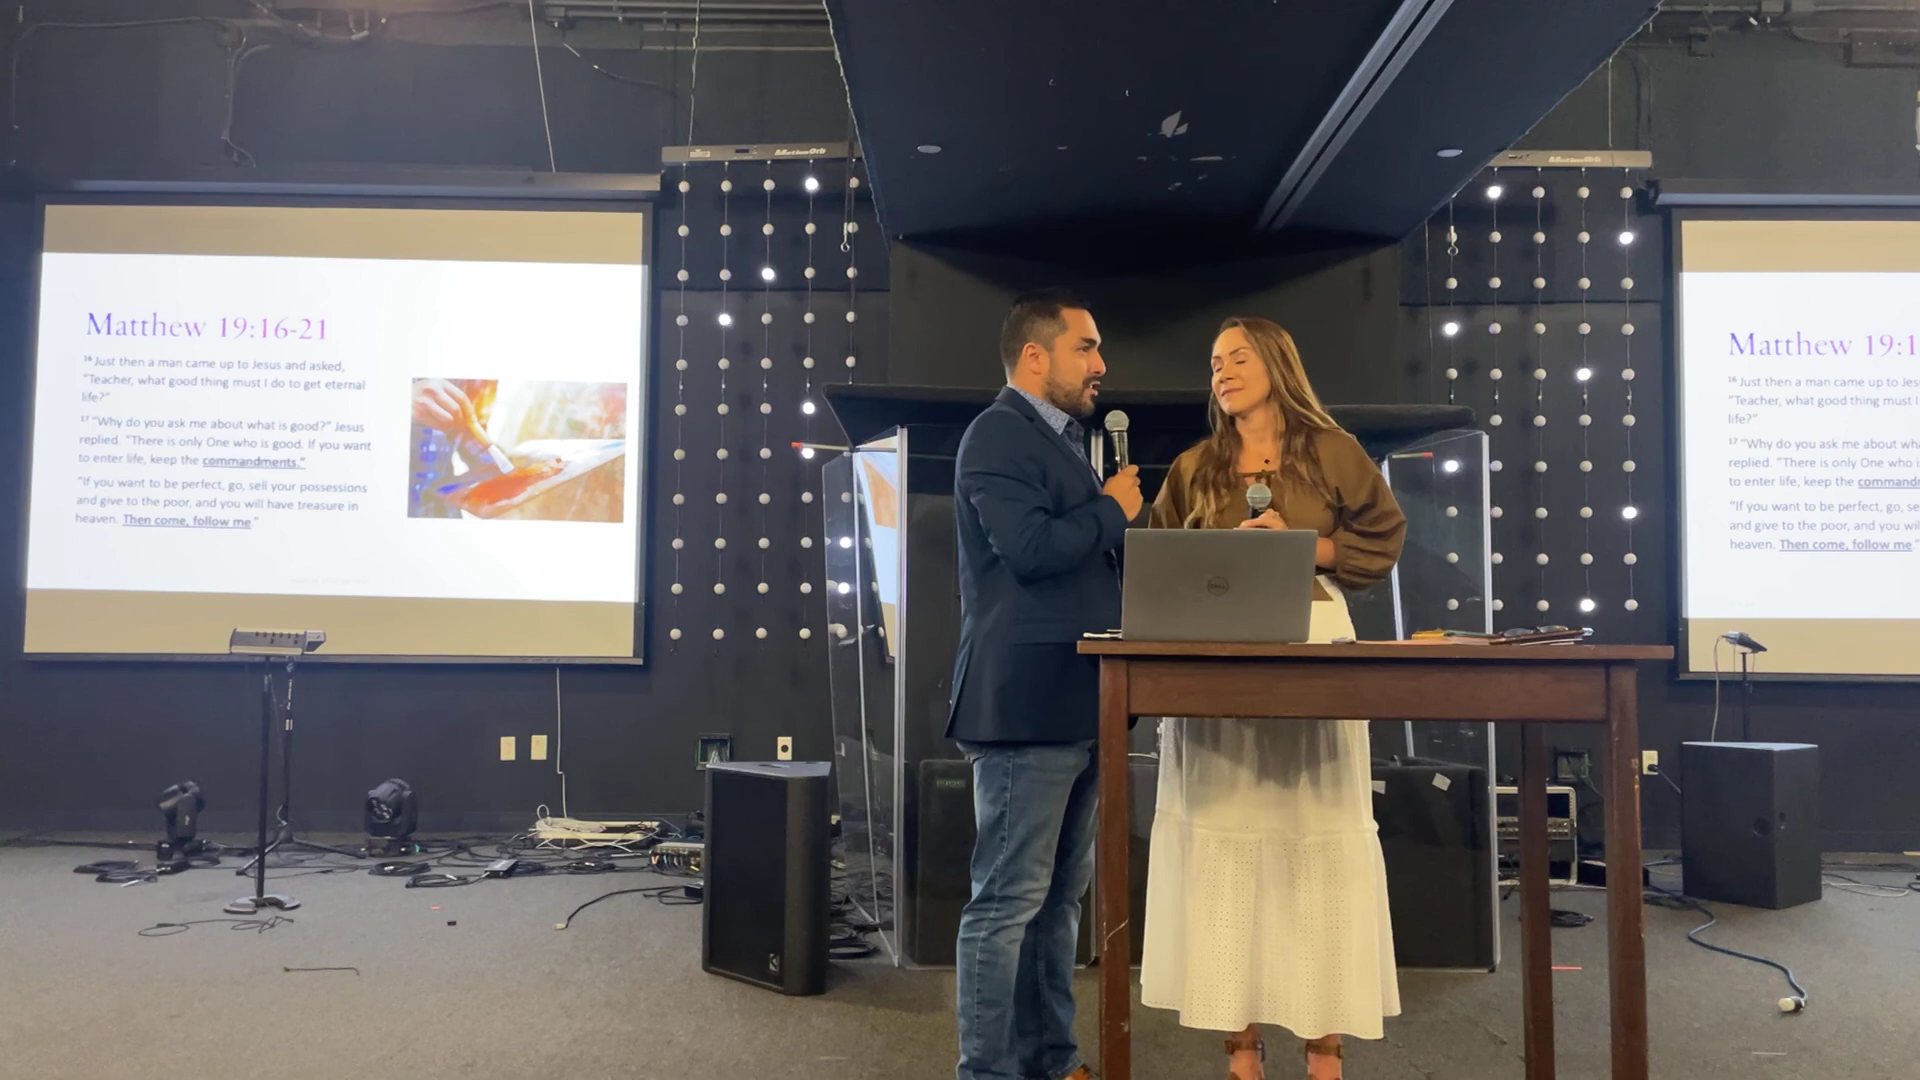 MotionOrb
MotionOrb
Matthew 19:16-21
16 Just then a man came up to Jesus and asked,
"Teacher, what good thing must I do to get eternal
life?"
17 "Why do you ask me about what is good?" Jesus
replied. "There is only One who is good. If you want
to enter life, keep the commandments."
"If you want to be perfect, go, sell your possessions
and give to the poor, and you will have treasure in
heaven. Then come, follow me."
Matthew 19:1
16 Just then a man came up to Jes
"Teacher, what good thing must I
life?"
17 "Why do you ask me about wha
replied. "There is only One who i
to enter life, keep the commandn
"If you want to be perfect, go, se
and give to the poor, and you wil
heaven. Then come, follow me."
DELL